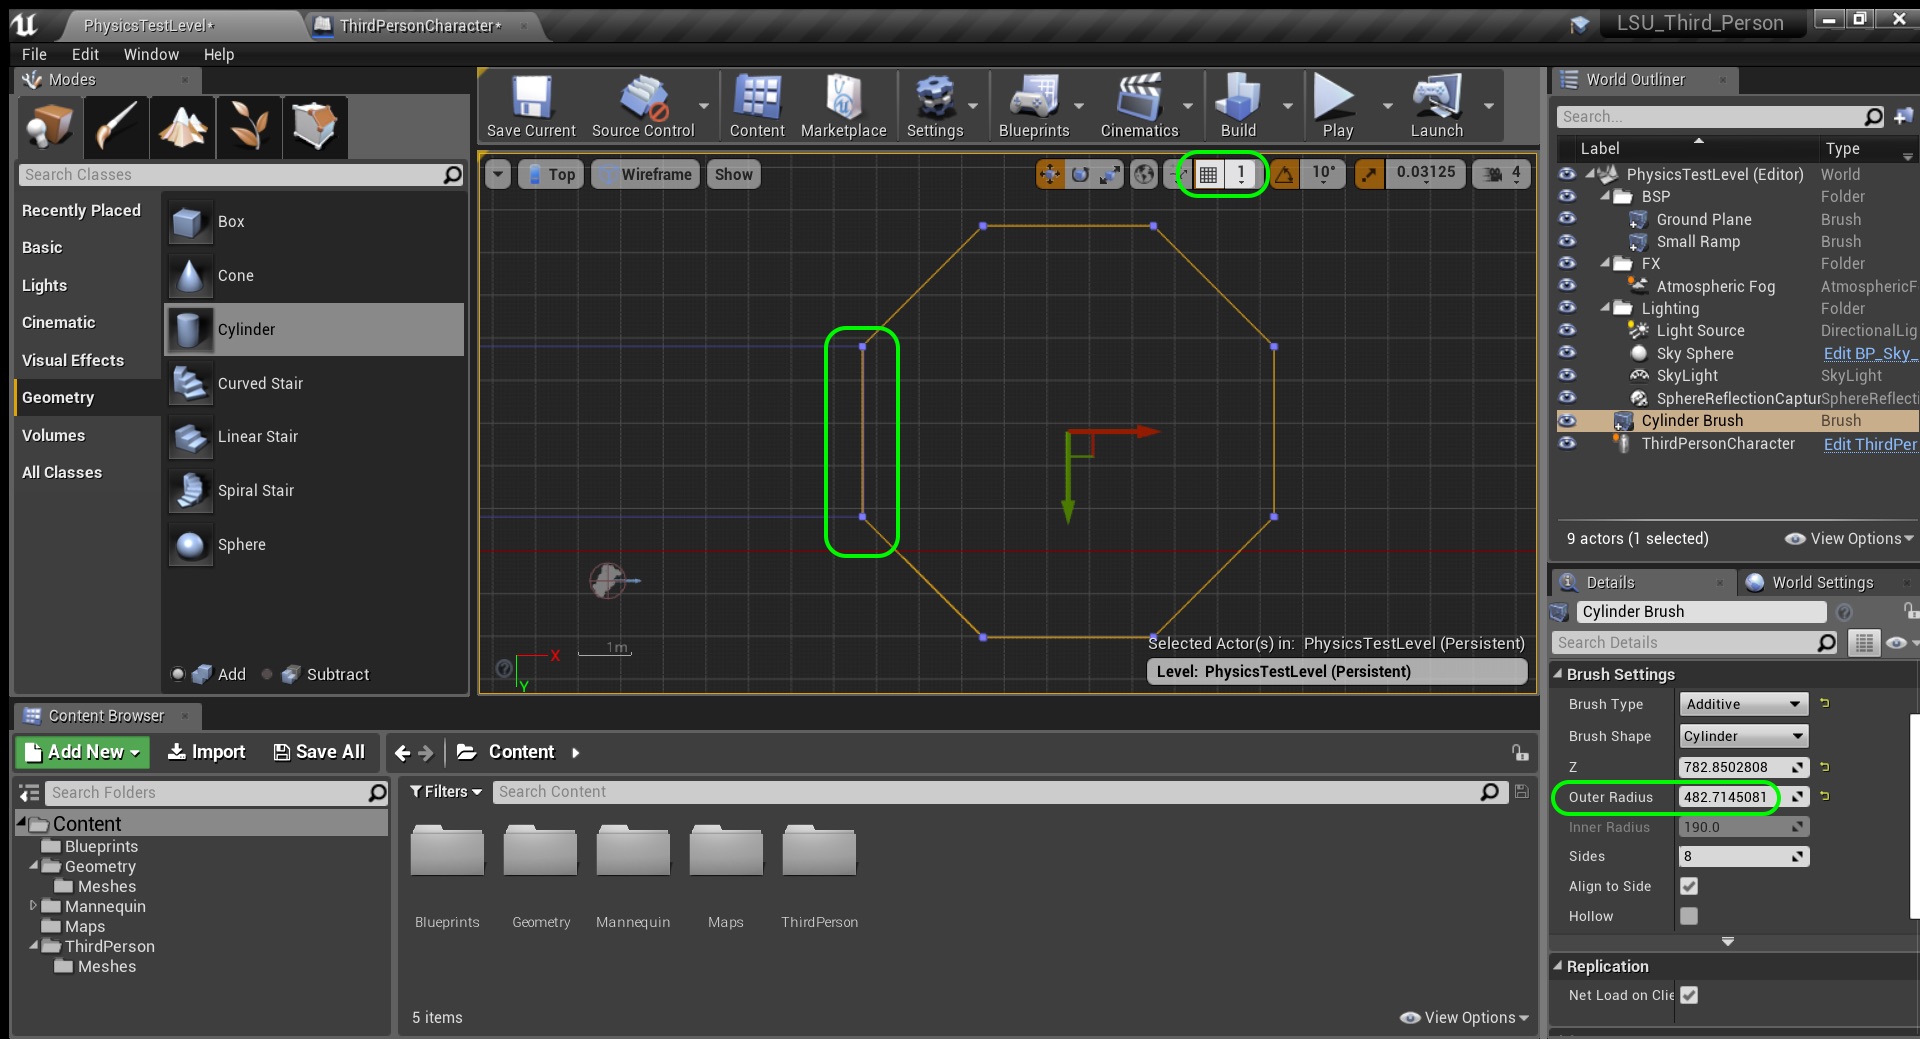 PhysicsTestLevel*
ThirdPersonCharacter*
LSU_Third_Person
File Edit Window Help
Modes
Search Classes
Recently Placed
Basic
Lights
Cinematic
Visual Effects
Geometry
Volumes
All Classes
Box
Cone
Cylinder
Curved Stair
Linear Stair
Spiral Stair
Sphere
Add Subtract
Save Current Source Control Content Marketplace Settings Blueprints Cinematics Build Play Launch
Top Wireframe Show 1 10° 0.03125 4
X
Y
1m
Selected Actor(s) in: PhysicsTestLevel (Persistent)
Level: PhysicsTestLevel (Persistent)
World Outliner
Search...
Label Type
PhysicsTestLevel (Editor) World
BSP Folder
Ground Plane Brush
Small Ramp Brush
FX Folder
Atmospheric Fog AtmosphericF
Lighting Folder
Light Source DirectionalLig
Sky Sphere Edit BP_Sky_
SkyLight SkyLight
SphereReflectionCaptur SphereReflecti
Cylinder Brush Brush
ThirdPersonCharacter Edit ThirdPer
9 actors (1 selected) View Options
Details World Settings
Cylinder Brush
Search Details
Brush Settings
Brush Type Additive
Brush Shape Cylinder
Z 782.8502808
Outer Radius 482.7145081
Inner Radius 190.0
Sides 8
Align to Side
Hollow
Replication
Net Load on Clie
Content Browser
Add New Import Save All Content
Search Folders
Content
Blueprints
Geometry
Meshes
Mannequin
Maps
ThirdPerson
Meshes
Filters Search Content
Blueprints Geometry Mannequin Maps ThirdPerson
5 items View Options